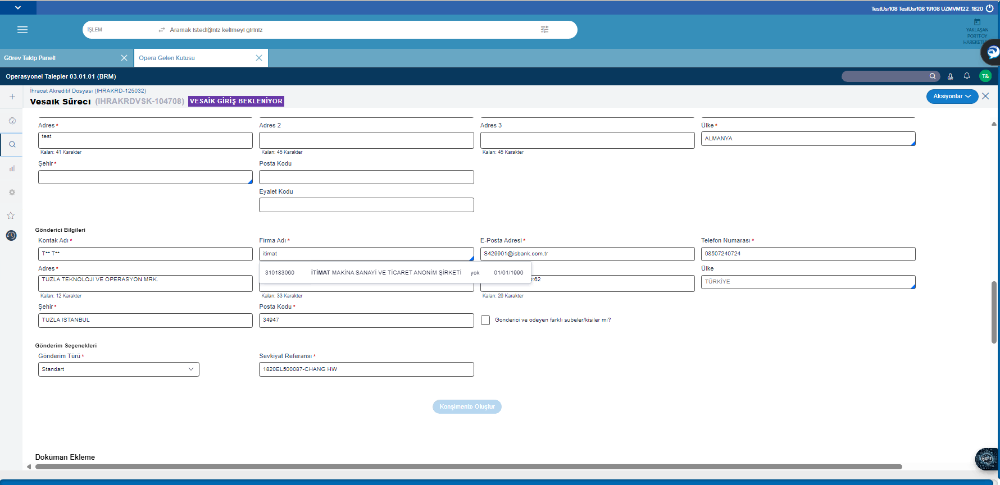 TestUsr108 TestUsr108 19108 UZMVM122_1820
İŞLEM
Aramak istediğiniz kelimeyi giriniz
YAKLAŞAN
PORTFÖY
Görev Takip Paneli
Opera Gelen Kutusu
Operasyonel Talepler 03.01.01 (BRM)
T&
İhracat Akreditif Dosyası (IHRAKRD-125032)
Vesaik Süreci (IHRAKRDVSK-104708) VESAİK GİRİŞ BEKLENİYOR
Aksiyonlar
Adres *
Adres 2
Adres 3
Ülke *
test
ALMANYA
Kalan: 41 Karakter
Kalan: 45 Karakter
Kalan: 45 Karakter
Şehir *
Posta Kodu
Eyalet Kodu
Gönderici Bilgileri
Kontak Adı *
Firma Adı *
E-Posta Adresi *
Telefon Numarası *
T** T**
itimat
S429901@isbank.com.tr
08507240724
Adres *
310183060 İTİMAT MAKİNA SANAYİ VE TİCARET ANONİM ŞİRKETİ yok 01/01/1990
Ülke
TUZLA TEKNOLOJI VE OPERASYON MRK.
:62
TÜRKİYE
Kalan: 12 Karakter
Kalan: 33 Karakter
Kalan: 26 Karakter
Şehir *
Posta Kodu *
TUZLA ISTANBUL
34947
Gonderici ve odeyen farklı subeler/kisiler mi?
Gönderim Seçenekleri
Gönderim Türü *
Sevkiyat Referansı *
Standart
1820EL500087-CHANG HW
Konşimento Oluştur
Doküman Ekleme